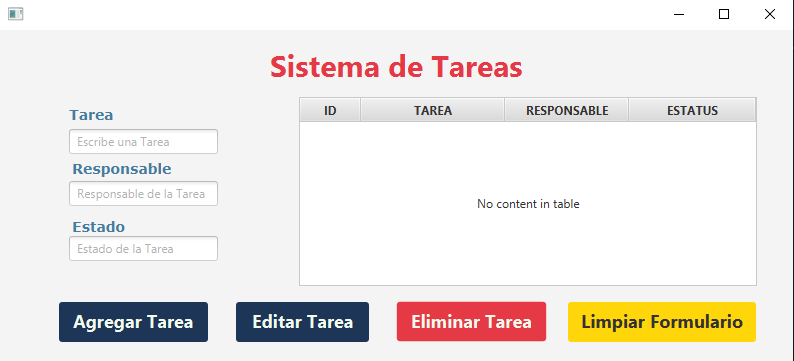 Sistema de Tareas
Tarea
Escribe una Tarea
Responsable
Responsable de la Tarea
Estado
Estado de la Tarea
ID TAREA RESPONSABLE ESTATUS
No content in table
Agregar Tarea Editar Tarea Eliminar Tarea Limpiar Formulario